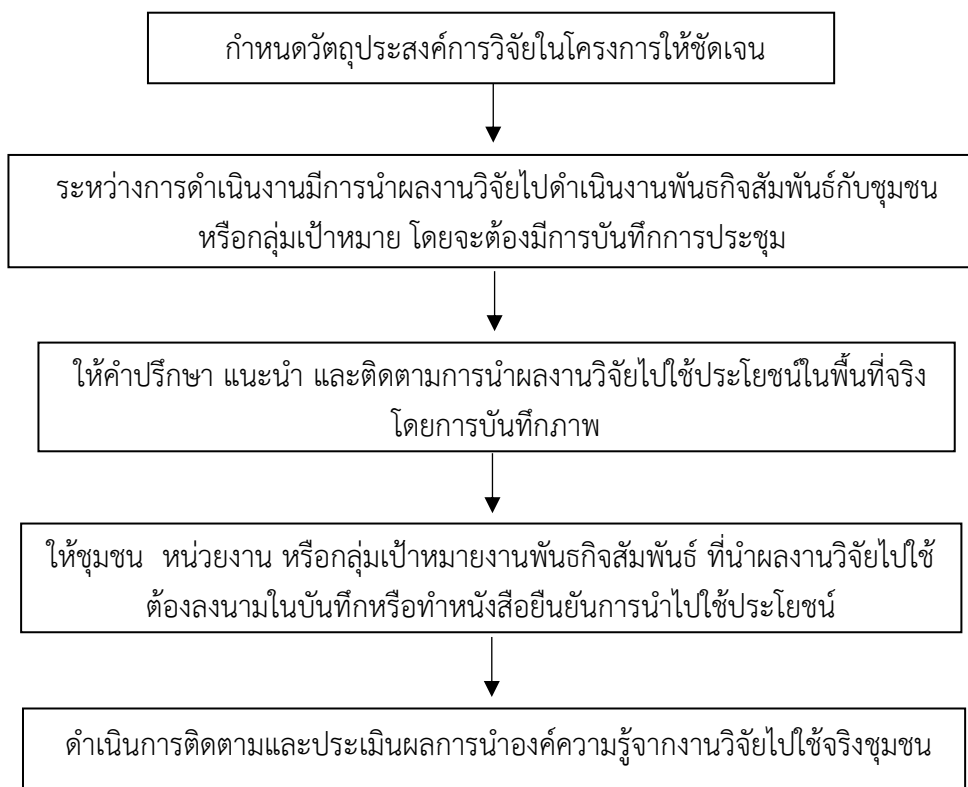 กำหนดวัตถุประสงค์การวิจัยในโครงการให้ชัดเจน
ระหว่างการดำเนินงานมีการนำผลงานวิจัยไปดำเนินงานพันธกิจสัมพันธ์กับชุมชน
หรือกลุ่มเป้าหมาย โดยจะต้องมีการบันทึกการประชุม
ให้คำปรึกษา แนะนำ และติดตามการนำผลงานวิจัยไปใช้ประโยชน์ในพื้นที่จริง
โดยการบันทึกภาพ
ให้ชุมชน หน่วยงาน หรือกลุ่มเป้าหมายงานพันธกิจสัมพันธ์ ที่นำผลงานวิจัยไปใช้
ต้องลงนามในบันทึกหรือทำหนังสือยืนยันการนำไปใช้ประโยชน์
ดำเนินการติดตามและประเมินผลการนำองค์ความรู้จากงานวิจัยไปใช้จริงชุมชน